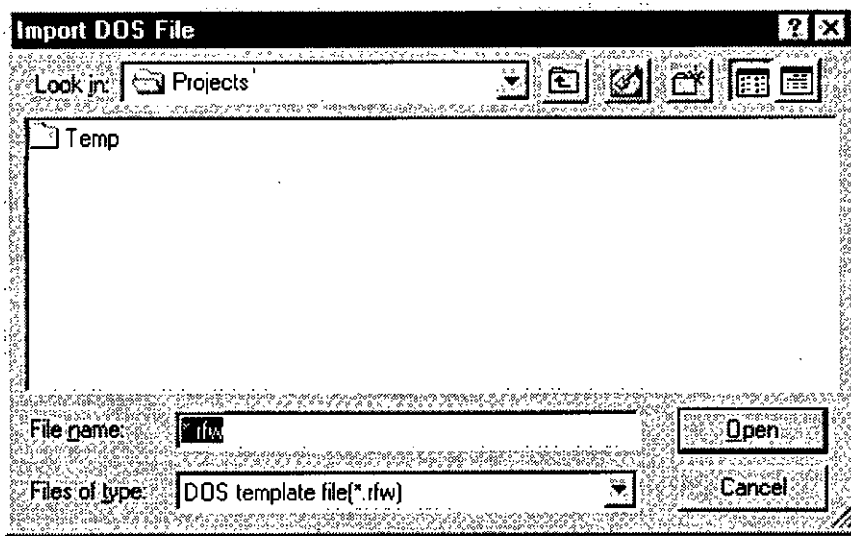 Import DOS File
Look in: Projects
Temp
File name: *.rfw
Open
Files of type: DOS template file(*.rfw)
Cancel